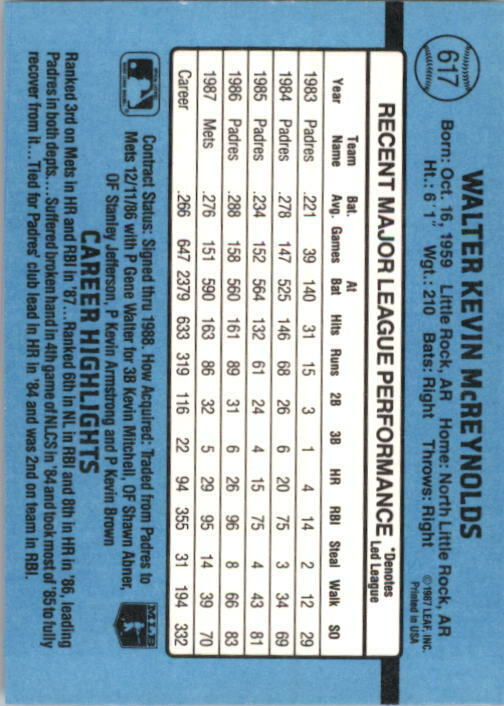 617
WALTER KEVIN McREYNOLDS
Born: Oct. 16, 1959 Little Rock, AR Home: North Little Rock, AR
Ht.: 6' 1" Wgt.: 210 Bats: Right Throws: Right
© 1987 LEAF, INC.
Printed in USA
RECENT MAJOR LEAGUE PERFORMANCE *Denotes Led League
Year Team Name Bat. Avg. Games At Bat Hits Runs 2B 3B HR RBI Steal Walk SO
1983 Padres .221 39 140 31 15 3 1 4 14 2 12 29
1984 Padres .278 147 525 146 68 26 6 20 75 3 34 69
1985 Padres .234 152 564 132 61 24 4 15 75 4 43 81
1986 Padres .288 158 560 161 89 31 6 26 96 8 66 83
1987 Mets .276 151 590 163 86 32 5 29 95 14 39 70
Career .266 647 2379 633 319 116 22 94 355 31 194 332
Contract Status: Signed thru 1988. How Acquired: Traded from Padres to
Mets 12/11/86 with P Gene Walter for 3B Kevin Mitchell, OF Shawn Abner,
OF Stanley Jefferson, P Kevin Armstrong and P Kevin Brown
MLB
CAREER HIGHLIGHTS
Ranked 3rd on Mets in HR and RBI in '87 ... Ranked 6th in NL in RBI and 8th in HR in '86, leading
Padres in both depts. ... Suffered broken hand in 4th game of NLCS in '84 and took most of '85 to fully
recover from it ... Tied for Padres' club lead in HR in '84 and was 2nd on team in RBI.